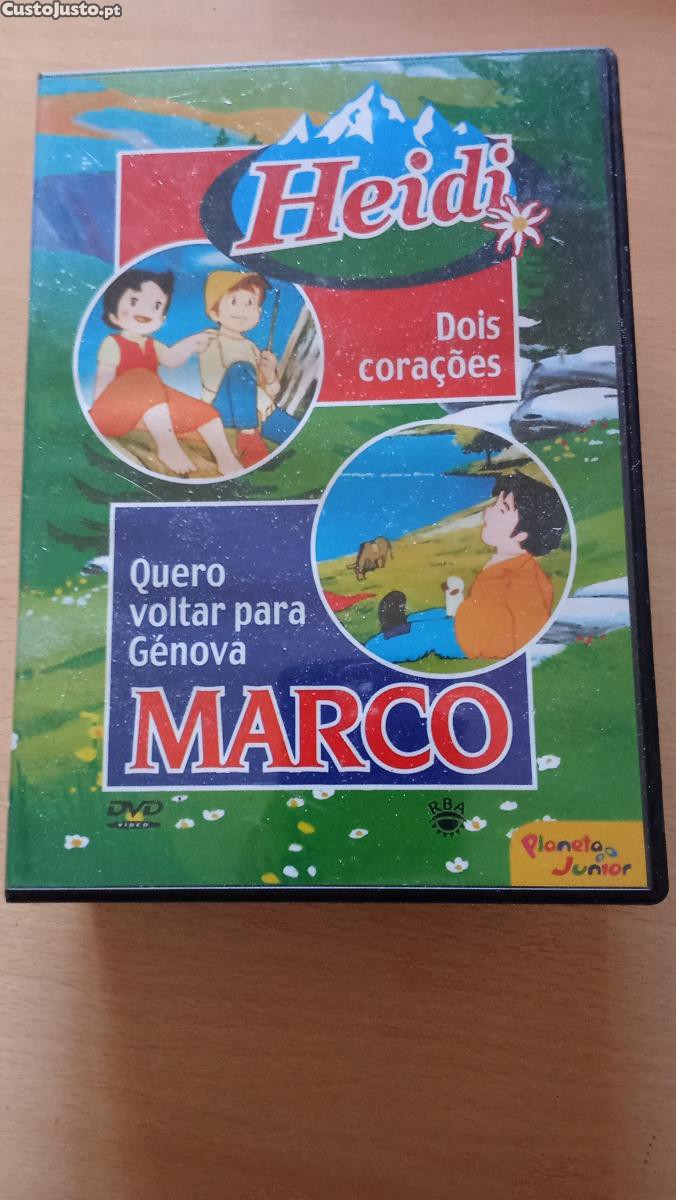 CustoJusto.pt
Heidi
Dois
corações
Quero
voltar para
Génova
MARCO
DVD
VIDEO
RBA
Planeta
Junior